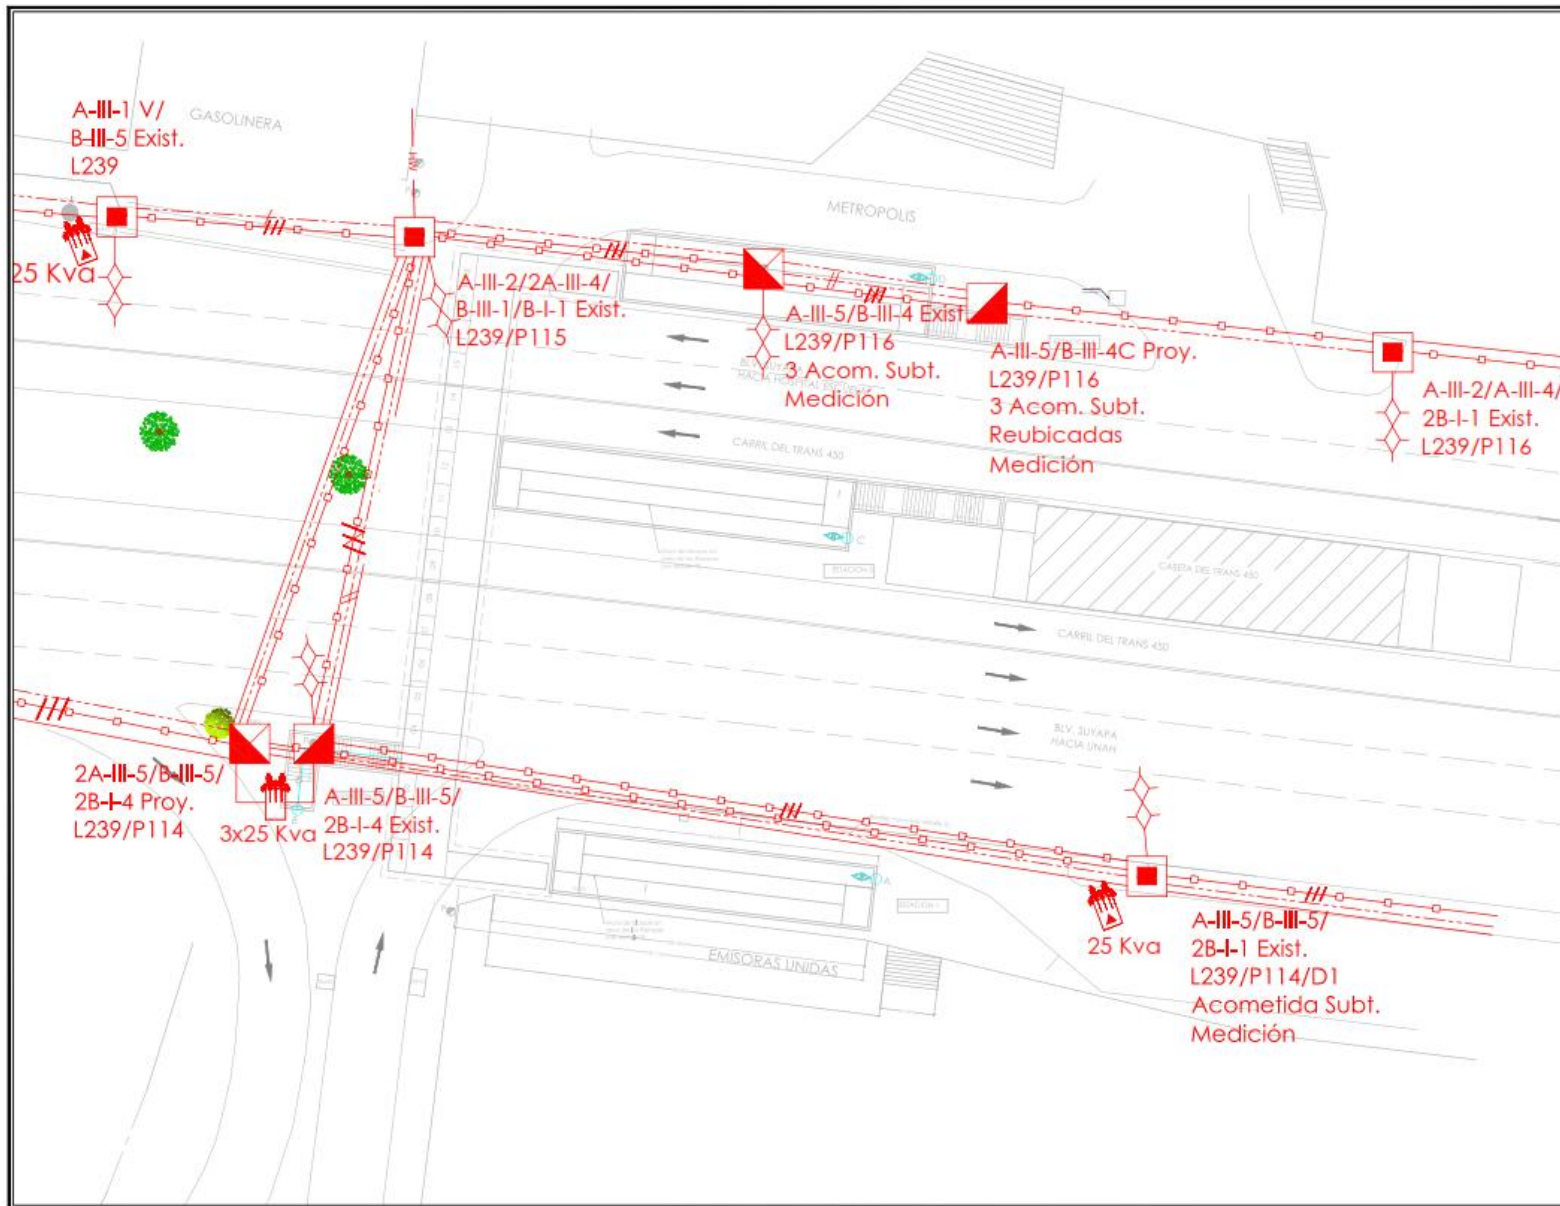 A-III-1 V/
B-III-5 Exist.
L239
GASOLINERA
25 Kva
HW
METROPOLIS
A-III-2/2A-III-4/
B-III-1/B-I-1 Exist.
L239/P115
A-III-5/B-III-4 Exist
L239/P116
3 Acom. Subt.
Medición
A-III-5/B-III-4C Proy.
L239/P116
3 Acom. Subt.
Reubicadas
Medición
A-III-2/A-III-4/
2B-I-1 Exist.
L239/P116
BLV. SUYAPA
CARRIL DEL TRANS 450
C
CASETA DEL TRANS 450
CARRIL DEL TRANS 450
BLV. SUYAPA
HACIA UNAH
2A-III-5/B-III-5/
2B-I-4 Proy.
L239/P114
3x25 Kva
A-III-5/B-III-5/
2B-I-4 Exist.
L239/P114
A
ESTACION 1
EMISORAS UNIDAS
25 Kva
A-III-5/B-III-5/
2B-I-1 Exist.
L239/P114/D1
Acometida Subt.
Medición